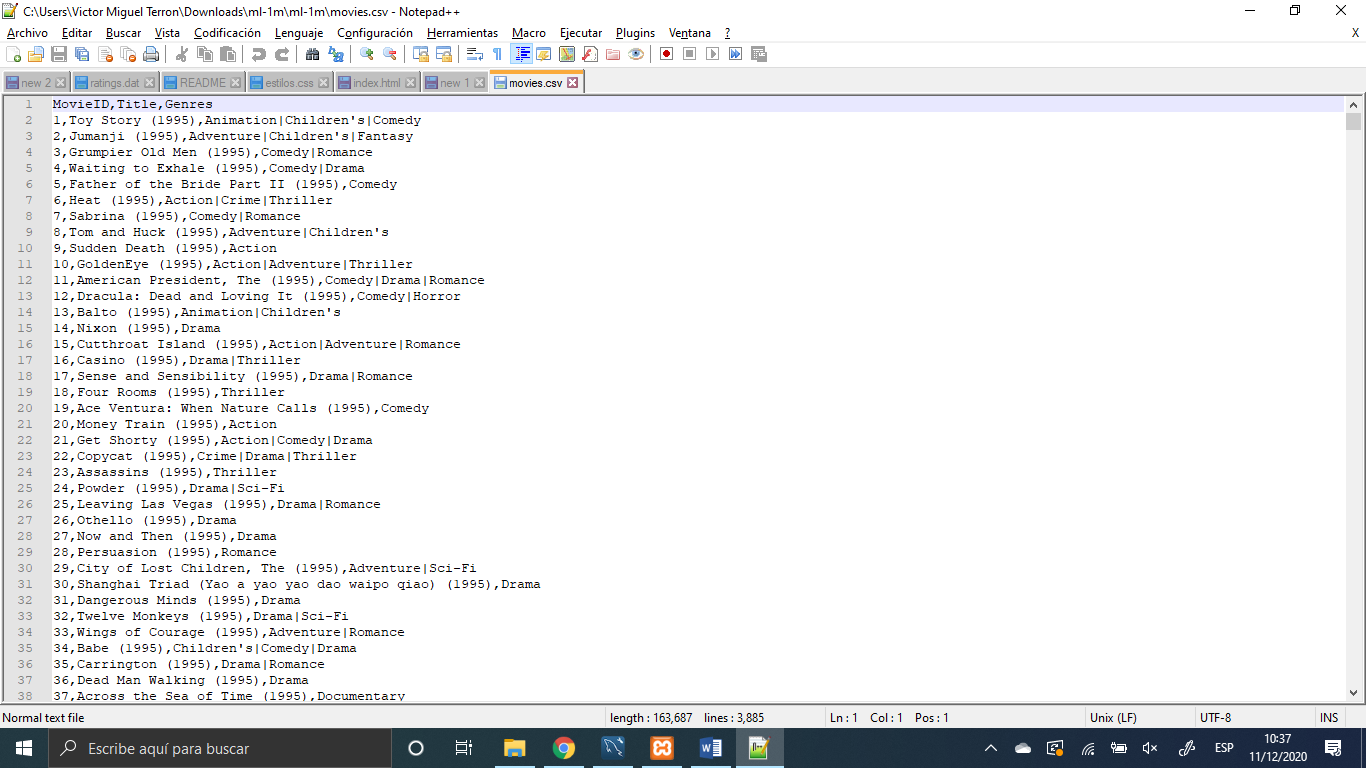 C:\Users\Victor Miguel Terron\Downloads\ml-1m\ml-1m\movies.csv - Notepad++
Archivo Editar Buscar Vista Codificación Lenguaje Configuración Herramientas Macro Ejecutar Plugins Ventana ? X
new 2 ratings.dat README estilos.css index.html new 1 movies.csv
1 MovieID,Title,Genres
2 1,Toy Story (1995),Animation|Children's|Comedy
3 2,Jumanji (1995),Adventure|Children's|Fantasy
4 3,Grumpier Old Men (1995),Comedy|Romance
5 4,Waiting to Exhale (1995),Comedy|Drama
6 5,Father of the Bride Part II (1995),Comedy
7 6,Heat (1995),Action|Crime|Thriller
8 7,Sabrina (1995),Comedy|Romance
9 8,Tom and Huck (1995),Adventure|Children's
10 9,Sudden Death (1995),Action
11 10,GoldenEye (1995),Action|Adventure|Thriller
12 11,American President, The (1995),Comedy|Drama|Romance
13 12,Dracula: Dead and Loving It (1995),Comedy|Horror
14 13,Balto (1995),Animation|Children's
15 14,Nixon (1995),Drama
16 15,Cutthroat Island (1995),Action|Adventure|Romance
17 16,Casino (1995),Drama|Thriller
18 17,Sense and Sensibility (1995),Drama|Romance
19 18,Four Rooms (1995),Thriller
20 19,Ace Ventura: When Nature Calls (1995),Comedy
21 20,Money Train (1995),Action
22 21,Get Shorty (1995),Action|Comedy|Drama
23 22,Copycat (1995),Crime|Drama|Thriller
24 23,Assassins (1995),Thriller
25 24,Powder (1995),Drama|Sci-Fi
26 25,Leaving Las Vegas (1995),Drama|Romance
27 26,Othello (1995),Drama
28 27,Now and Then (1995),Drama
29 28,Persuasion (1995),Romance
30 29,City of Lost Children, The (1995),Adventure|Sci-Fi
31 30,Shanghai Triad (Yao a yao yao dao waipo qiao) (1995),Drama
32 31,Dangerous Minds (1995),Drama
33 32,Twelve Monkeys (1995),Drama|Sci-Fi
34 33,Wings of Courage (1995),Adventure|Romance
35 34,Babe (1995),Children's|Comedy|Drama
36 35,Carrington (1995),Drama|Romance
37 36,Dead Man Walking (1995),Drama
38 37,Across the Sea of Time (1995),Documentary
Normal text file length : 163,687 lines : 3,885 Ln : 1 Col : 1 Pos : 1 Unix (LF) UTF-8 INS
Escribe aquí para buscar ESP 10:37
11/12/2020